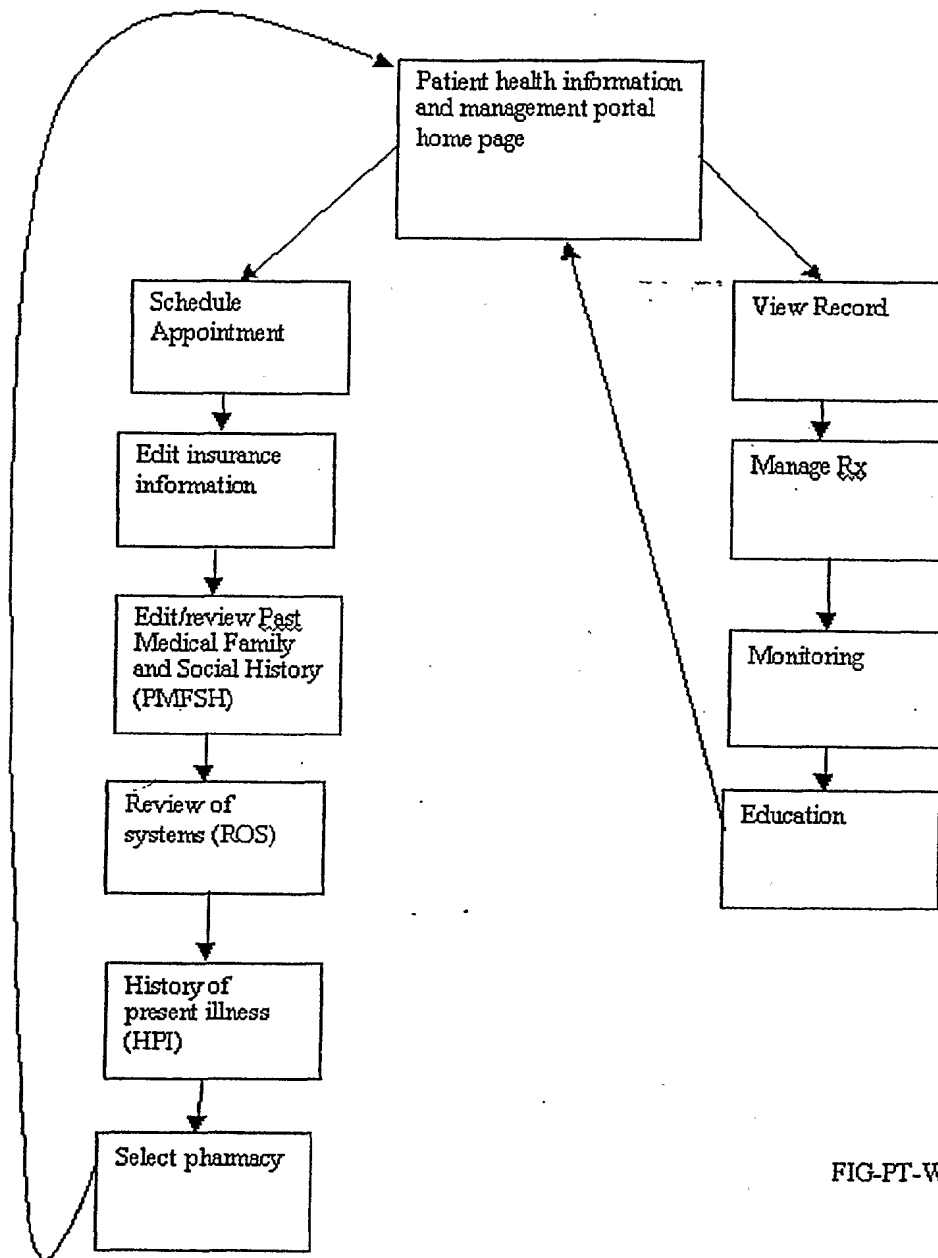 Patient health information
and management portal
home page
Schedule
Appointment
Edit insurance
information
Edit/review Past
Medical Family
and Social History
(PMFSH)
Review of
systems (ROS)
History of
present illness
(HPI)
Select pharmacy
View Record
Manage Rx
Monitoring
Education
FIG-PT-W